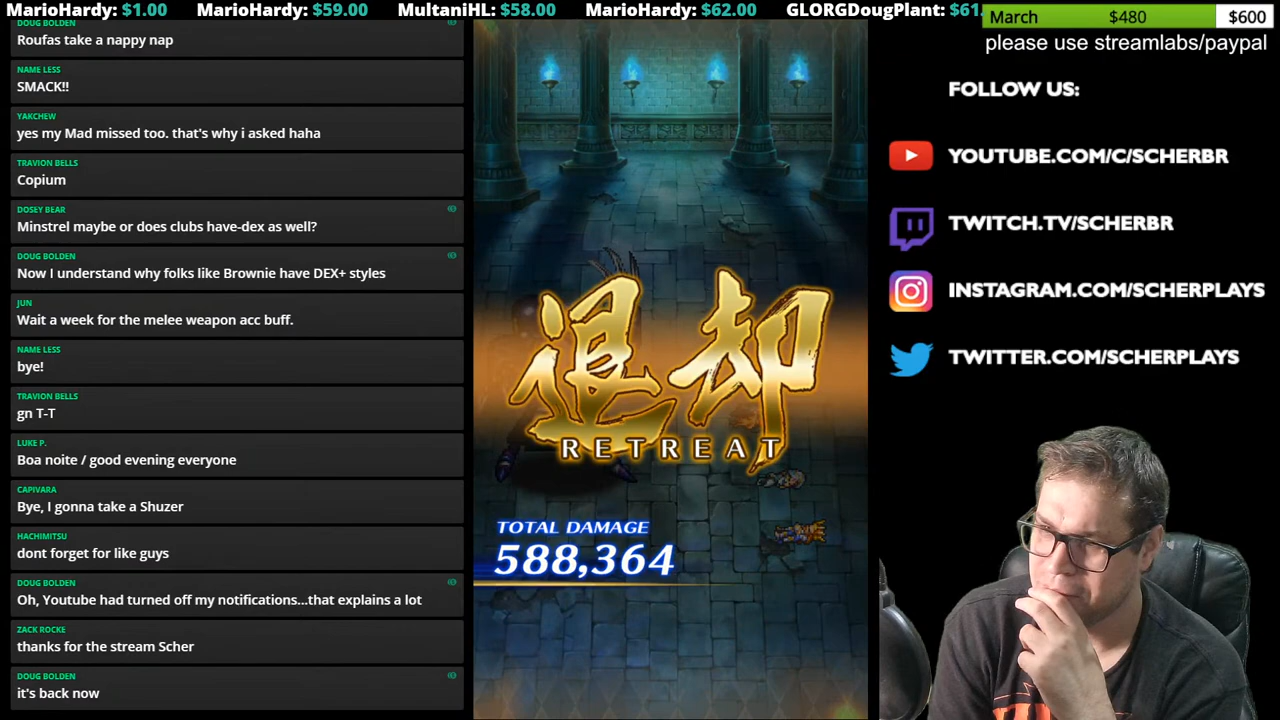 MarioHardy: $1.00 MarioHardy: $59.00 MultaniHL: $58.00 MarioHardy: $62.00 GLORGDougPlant: $61.
March $480 $600
please use streamlabs/paypal
DOUG BOLDEN
Roufas take a nappy nap
NAME LESS
SMACK!!
YAKCHEW
yes my Mad missed too. that's why i asked haha
TRAVION BELLS
Copium
DOSEY BEAR
Minstrel maybe or does clubs have-dex as well?
DOUG BOLDEN
Now I understand why folks like Brownie have DEX+ styles
JUN
Wait a week for the melee weapon acc buff.
NAME LESS
bye!
TRAVION BELLS
gn T-T
LUKE P.
Boa noite / good evening everyone
CAPIVARA
Bye, I gonna take a Shuzer
HACHIMITSU
dont forget for like guys
DOUG BOLDEN
Oh, Youtube had turned off my notifications...that explains a lot
ZACK ROCKE
thanks for the stream Scher
DOUG BOLDEN
it's back now
退却
RETREAT
TOTAL DAMAGE
588,364
FOLLOW US:
YOUTUBE.COM/C/SCHERBR
TWITCH.TV/SCHERBR
INSTAGRAM.COM/SCHERPLAYS
TWITTER.COM/SCHERPLAYS